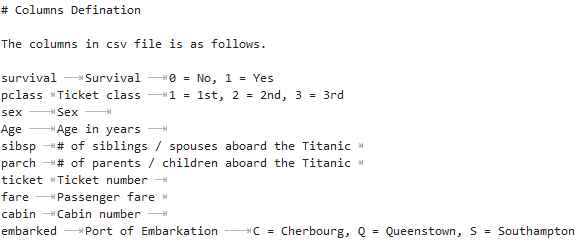 # Columns Defination
The columns in csv file is as follows.
survival Survival 0 = No, 1 = Yes
pclass Ticket class 1 = 1st, 2 = 2nd, 3 = 3rd
sex Sex
Age Age in years
sibsp # of siblings / spouses aboard the Titanic
parch # of parents / children aboard the Titanic
ticket Ticket number
fare Passenger fare
cabin Cabin number
embarked Port of Embarkation C = Cherbourg, Q = Queenstown, S = Southampton